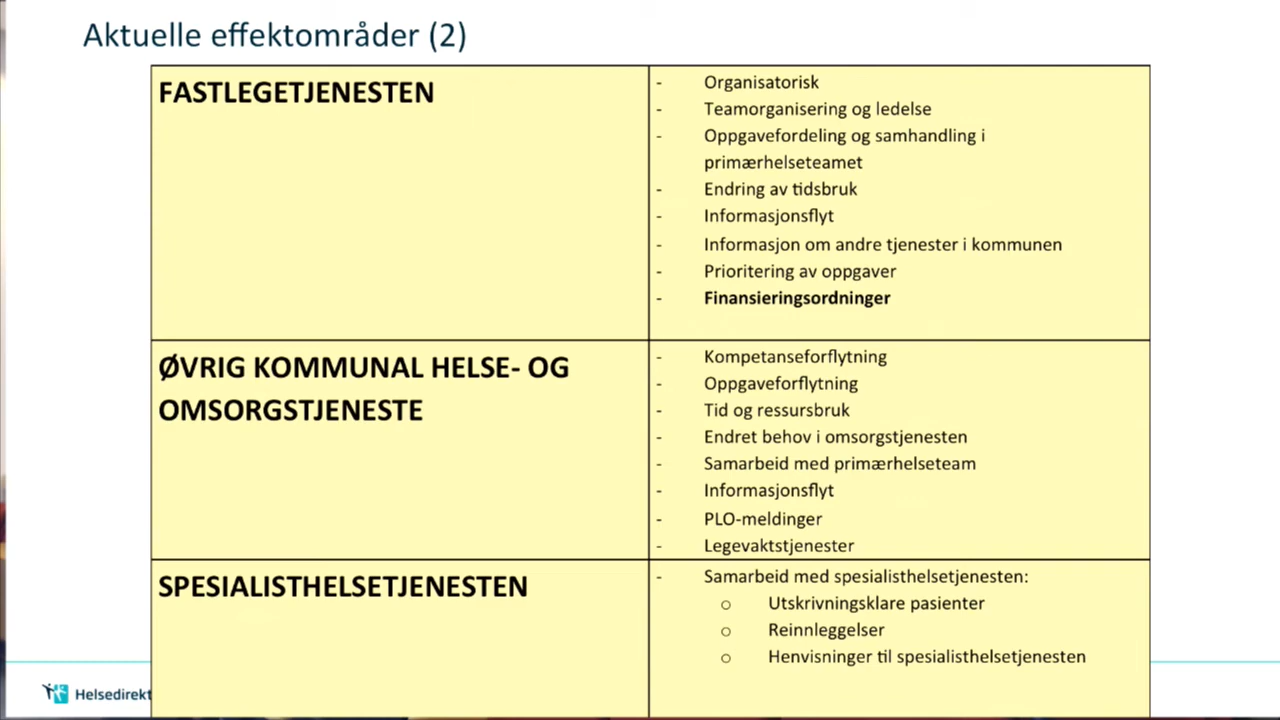 Aktuelle effektområder (2)
FASTLEGETJENESTEN
- Organisatorisk
- Teamorganisering og ledelse
- Oppgavefordeling og samhandling i
primærhelseteamet
- Endring av tidsbruk
- Informasjonsflyt
- Informasjon om andre tjenester i kommunen
- Prioritering av oppgaver
- Finansieringsordninger
ØVRIG KOMMUNAL HELSE- OG
OMSORGSTJENESTE
- Kompetanseforflytning
- Oppgaveforflytning
- Tid og ressursbruk
- Endret behov i omsorgstjenesten
- Samarbeid med primærhelseteam
- Informasjonsflyt
- PLO-meldinger
- Legevaktstjenester
SPESIALISTHELSETJENESTEN
- Samarbeid med spesialisthelsetjenesten:
o Utskrivningsklare pasienter
o Reinnleggelser
o Henvisninger til spesialisthelsetjenesten
Helsedirekt